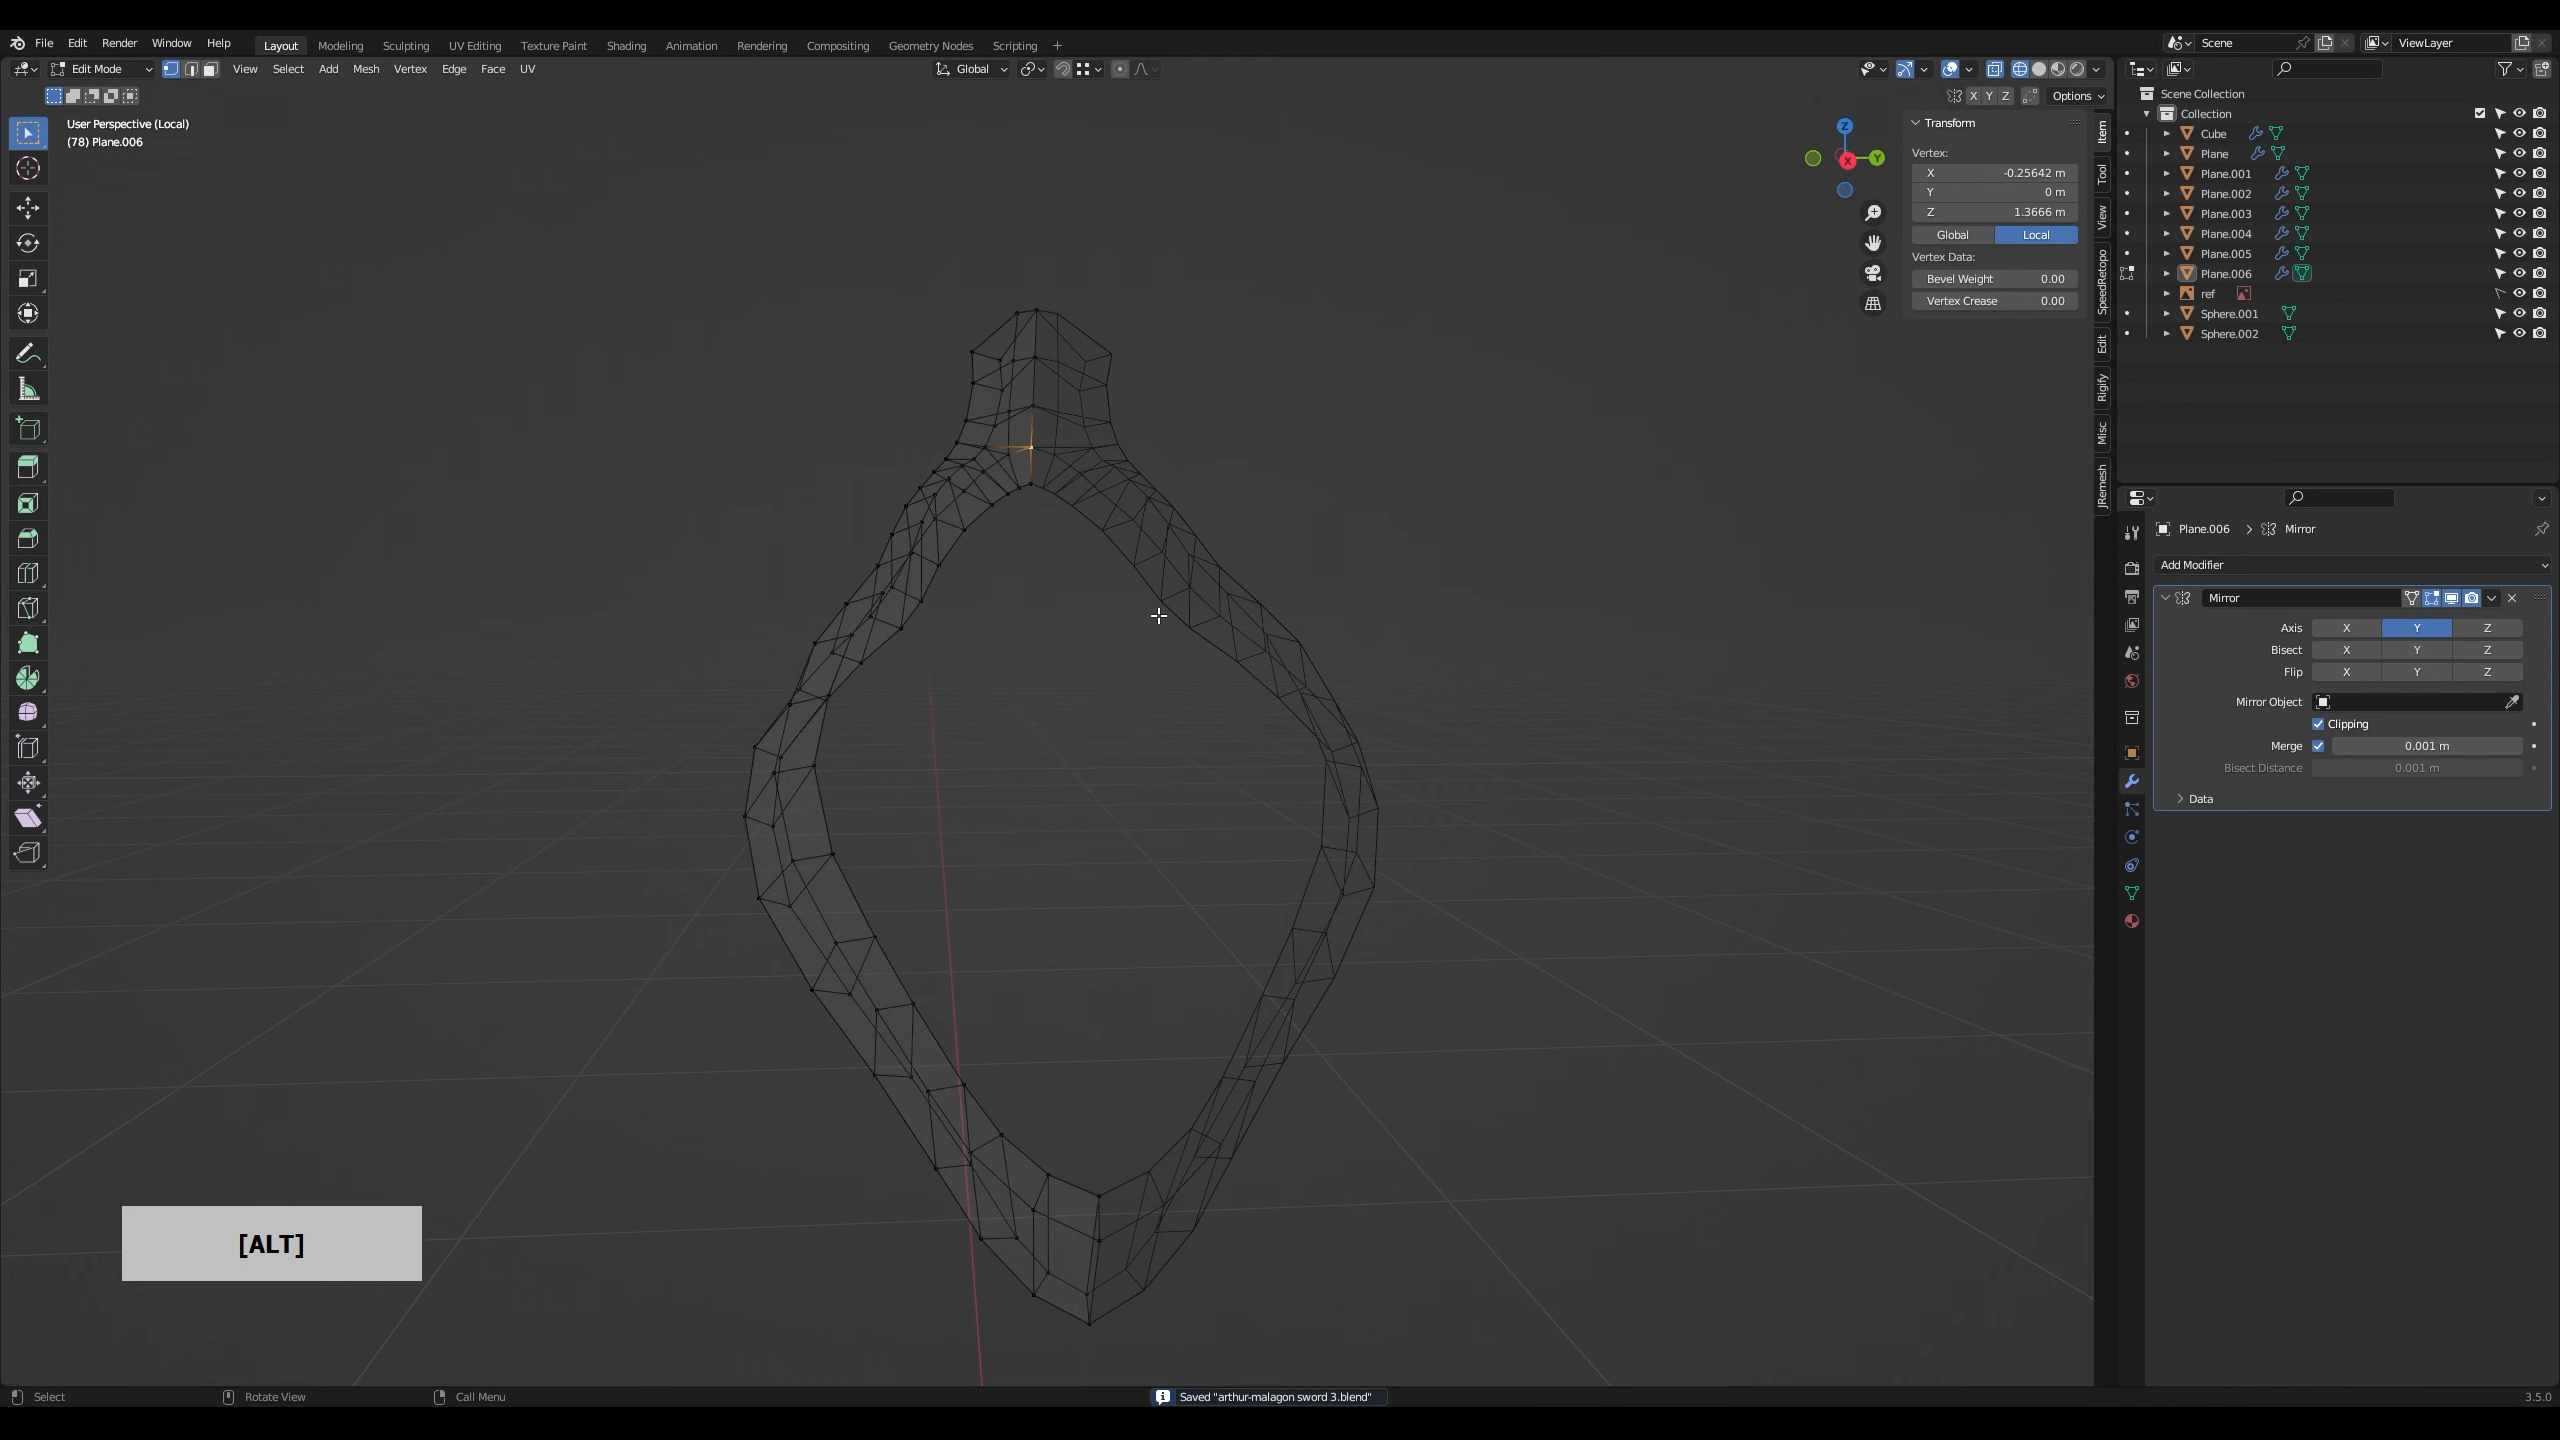 File Edit Render Window Help Layout Modeling Sculpting UV Editing Texture Paint Shading Animation Rendering Compositing Geometry Nodes Scripting + Scene ViewLayer
Edit Mode View Select Add Mesh Vertex Edge Face UV Global
X Y Z Options
User Perspective (Local)
(78) Plane.006
Z
Y
X
Transform
Vertex:
X -0.25642 m
Y 0 m
Z 1.3666 m
Global Local
Vertex Data:
Bevel Weight 0.00
Vertex Crease 0.00
Item
Tool
View
SpeedRetopo
Edit
Rigify
Misc
JRemesh
Scene Collection
Collection
Cube
Plane
Plane.001
Plane.002
Plane.003
Plane.004
Plane.005
Plane.006
ref
Sphere.001
Sphere.002
Plane.006 > Mirror
Add Modifier
Mirror
Axis X Y Z
Bisect X Y Z
Flip X Y Z
Mirror Object
Clipping
Merge 0.001 m
Bisect Distance 0.001 m
Data
[ALT]
Select Rotate View Call Menu Saved "arthur-malagon sword 3.blend" 3.5.0